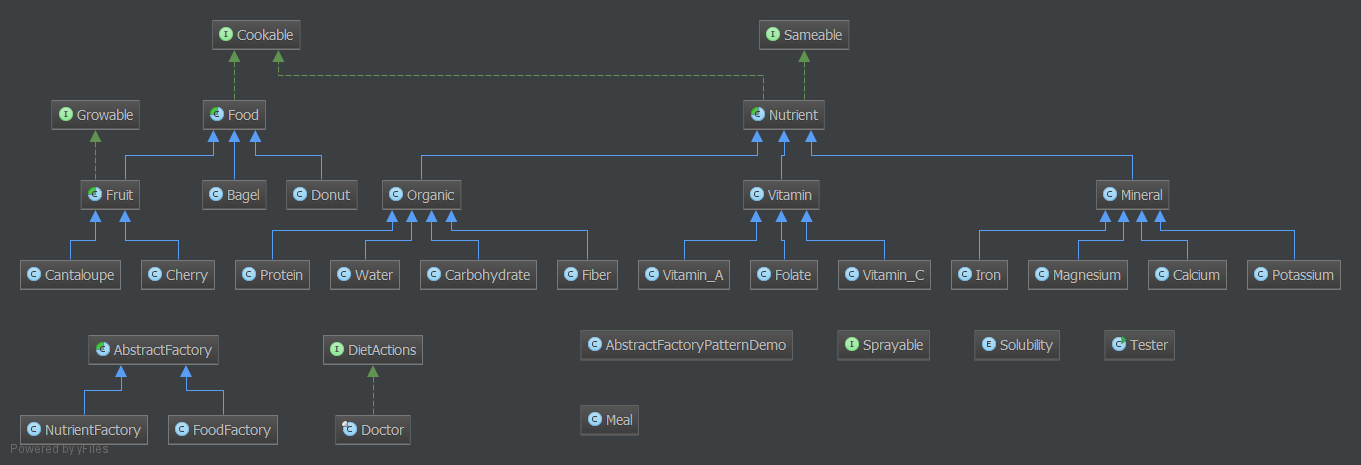 Cookable
Sameable
Growable
Food
Nutrient
Fruit
Bagel
Donut
Organic
Vitamin
Mineral
Cantaloupe
Cherry
Protein
Water
Carbohydrate
Fiber
Vitamin_A
Folate
Vitamin_C
Iron
Magnesium
Calcium
Potassium
AbstractFactory
DietActions
AbstractFactoryPatternDemo
Sprayable
Solubility
Tester
NutrientFactory
FoodFactory
Doctor
Meal
Powered by yFiles